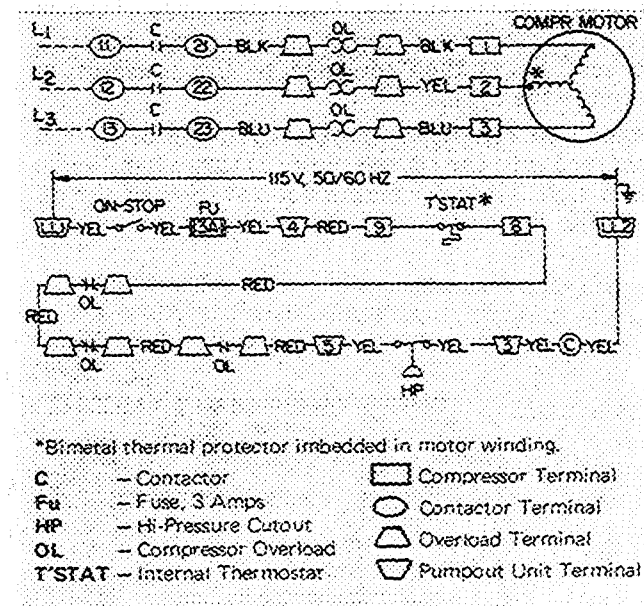 COMPR MOTOR
L1 11 C 21 BLK OL BLK 1
L2 12 C 22 OL YEL 2 *
L3 13 C 23 BLU OL BLU 3
115V, 50/60 HZ
ON-STOP FU T'STAT*
LL1 YEL YEL 3A YEL 4 RED 9 8 LL2
OL RED
RED
OL RED OL RED 5 YEL HP YEL 3 YEL C YEL
*Bimetal thermal protector imbedded in motor winding.
C – Contactor
Fu – Fuse, 3 Amps
HP – Hi-Pressure Cutout
OL – Compressor Overload
T'STAT – Internal Thermostar
Compressor Terminal
Contactor Terminal
Overload Terminal
Pumpout Unit Terminal